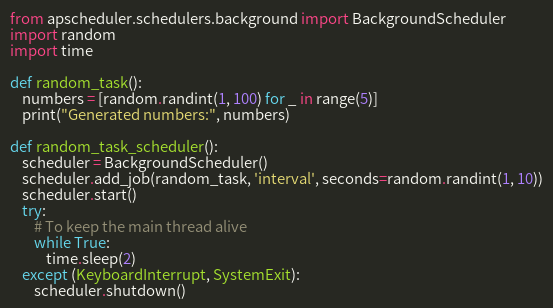 from apscheduler.schedulers.background import BackgroundScheduler
import random
import time

def random_task():
    numbers = [random.randint(1, 100) for _ in range(5)]
    print("Generated numbers:", numbers)

def random_task_scheduler():
    scheduler = BackgroundScheduler()
    scheduler.add_job(random_task, 'interval', seconds=random.randint(1, 10))
    scheduler.start()
    try:
        # To keep the main thread alive
        while True:
            time.sleep(2)
    except (KeyboardInterrupt, SystemExit):
        scheduler.shutdown()